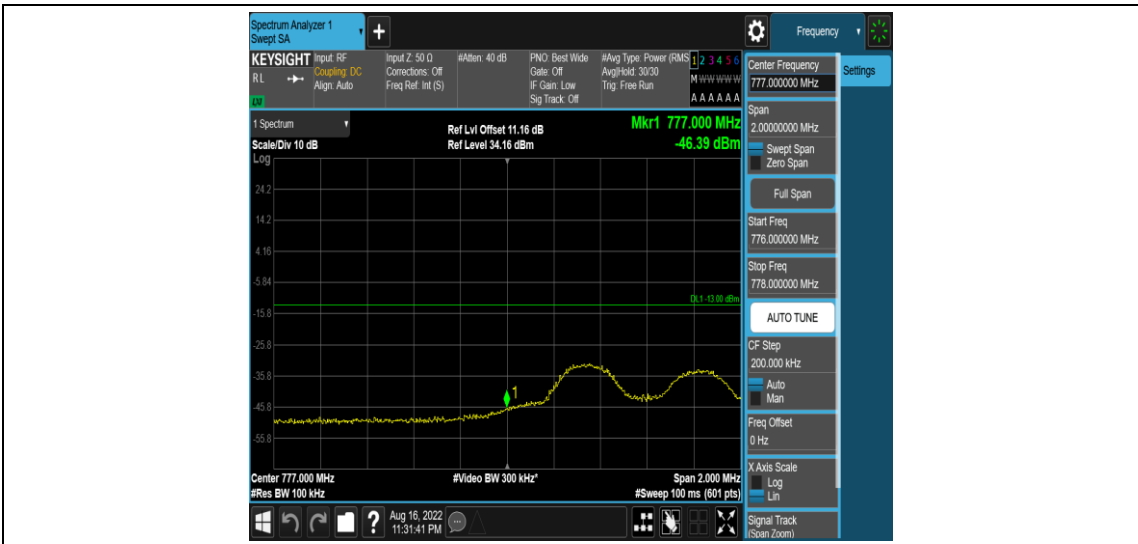 Spectrum Analyzer 1
Swept SA
+
Frequency
KEYSIGHT
RL
LXI
Input: RF
Coupling: DC
Align: Auto
Input Z: 50 Ω
Corrections: Off
Freq Ref: Int (S)
#Atten: 40 dB
PNO: Best Wide
Gate: Off
IF Gain: Low
Sig Track: Off
#Avg Type: Power (RMS
Avg|Hold: 30/30
Trig: Free Run
1 2 3 4 5 6
M W W W W W
A A A A A A
Center Frequency
777.000000 MHz
Settings
1 Spectrum
Scale/Div 10 dB
Ref Lvl Offset 11.16 dB
Ref Level 34.16 dBm
Mkr1 777.000 MHz
-46.39 dBm
Span
2.00000000 MHz
Swept Span
Zero Span
Full Span
Start Freq
776.000000 MHz
Stop Freq
778.000000 MHz
AUTO TUNE
CF Step
200.000 kHz
Auto
Man
Freq Offset
0 Hz
X Axis Scale
Log
Lin
Signal Track
(Span Zoom)
Log
24.2
14.2
4.16
-5.84
DL1 -13.00 dBm
-15.8
-25.8
-35.8
1
-45.8
-55.8
Center 777.000 MHz
#Video BW 300 kHz*
Span 2.000 MHz
#Res BW 100 kHz
#Sweep 100 ms (601 pts)
?
Aug 16, 2022
11:31:41 PM